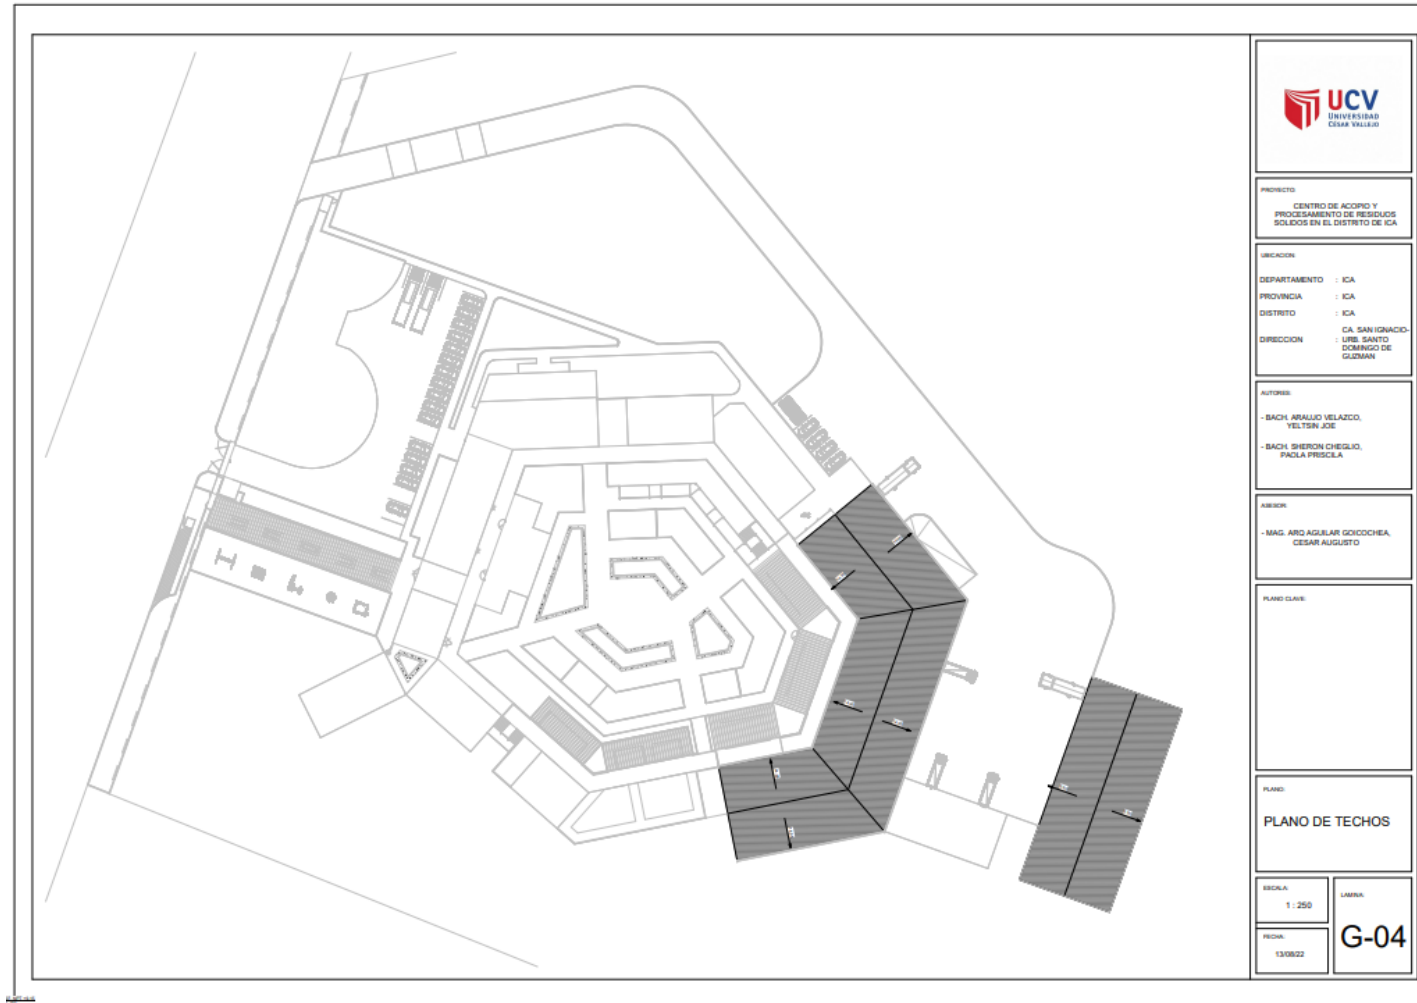 UCV
UNIVERSIDAD
CÉSAR VALLEJO
PROYECTO:
CENTRO DE ACOPIO Y
PROCESAMIENTO DE RESIDUOS
SOLIDOS EN EL DISTRITO DE ICA
UBICACION:
DEPARTAMENTO : ICA
PROVINCIA : ICA
DISTRITO : ICA
DIRECCION : CA. SAN IGNACIO-
URB. SANTO
DOMINGO DE
GUZMAN
AUTORES:
- BACH. ARAUJO VELAZCO,
YELTSIN JOE
- BACH. SHERON CHEGLIO,
PAOLA PRISCILA
ASESOR:
- MAG. ARQ AGUILAR GOICOCHEA,
CESAR AUGUSTO
PLANO CLAVE:
PLANO:
PLANO DE TECHOS
ESCALA:
1 : 250
LAMINA:
G-04
FECHA:
13/08/22